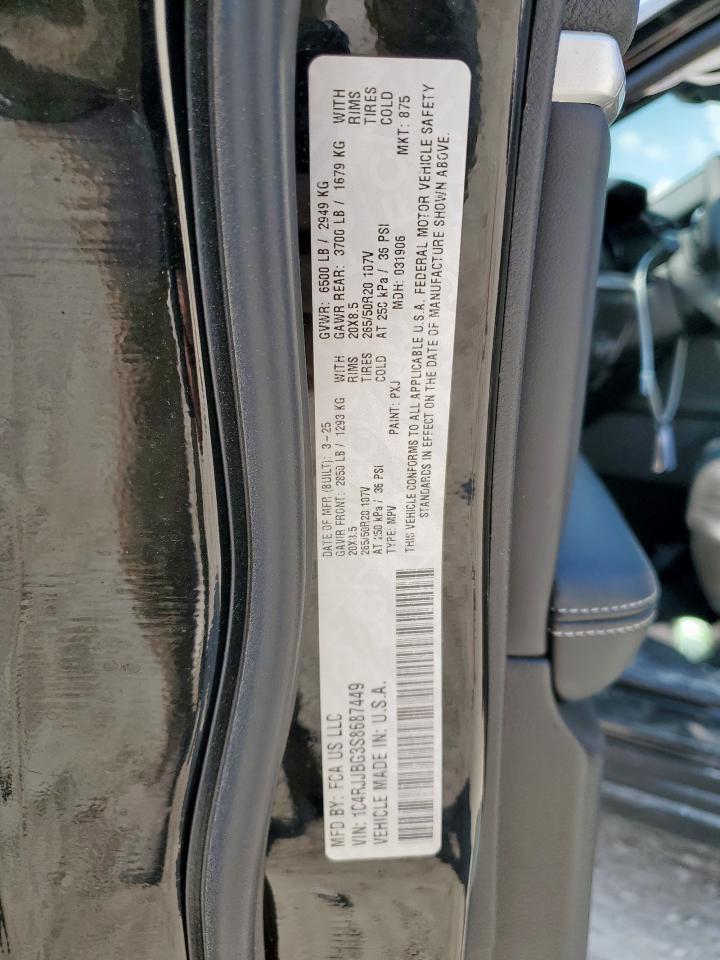 MFD BY: FCA US LLC
VIN: 1C4RJJBG3S8687449
VEHICLE MADE IN: U.S.A.
DATE OF MFR (BUILT): 3-25
GAWR FRONT: 2850 LB / 1293 KG WITH
20X8.5 RIMS
265/50R20 107V TIRES
AT 250 kPa / 36 PSI COLD
TYPE: MPV
PAINT: PXJ
GVWR: 6500 LB / 2949 KG
GAWR REAR: 3700 LB / 1679 KG WITH
20X8.5 RIMS
265/50R20 107V TIRES
AT 250 kPa / 36 PSI COLD
MDH: 031906
MKT: 875
THIS VEHICLE CONFORMS TO ALL APPLICABLE U.S.A. FEDERAL MOTOR VEHICLE SAFETY
STANDARDS IN EFFECT ON THE DATE OF MANUFACTURE SHOWN ABOVE.